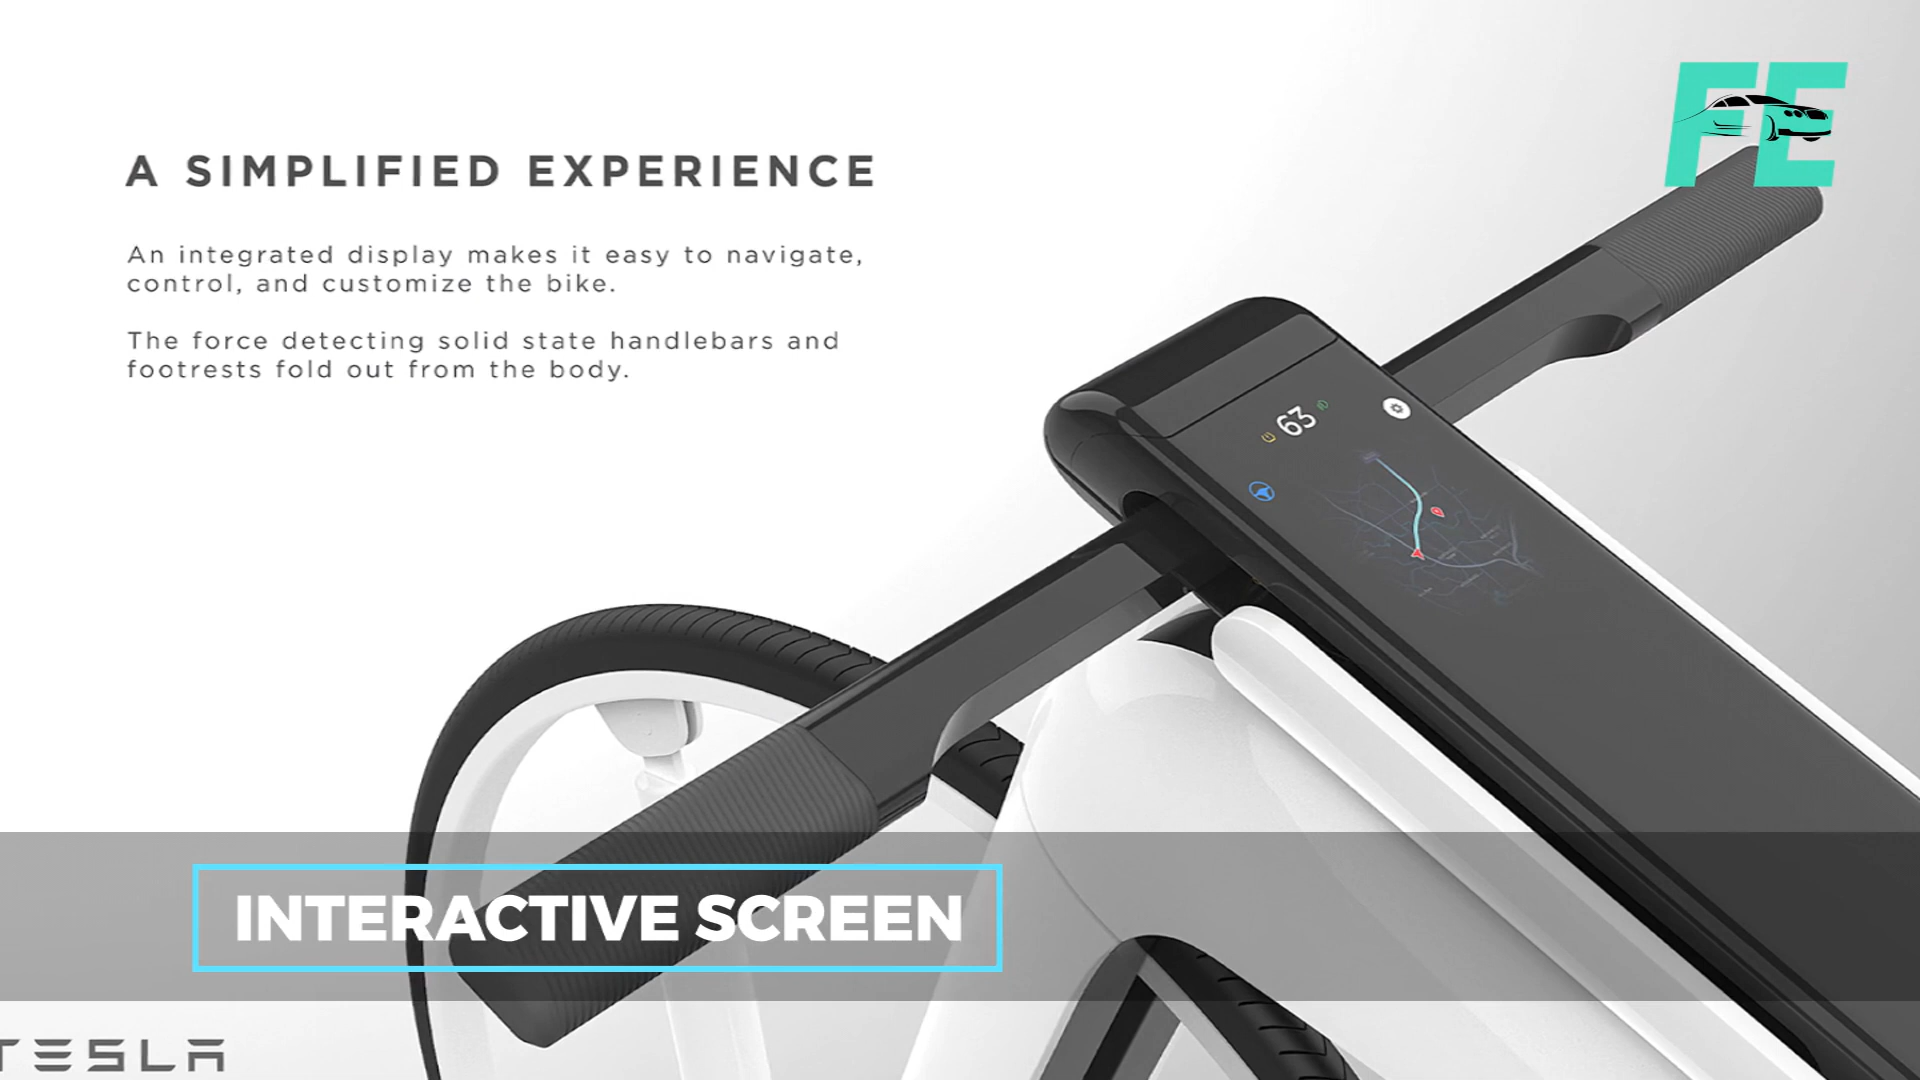 FE
A SIMPLIFIED EXPERIENCE
An integrated display makes it easy to navigate,
control, and customize the bike.
The force detecting solid state handlebars and
footrests fold out from the body.
63
INTERACTIVE SCREEN
TESLA